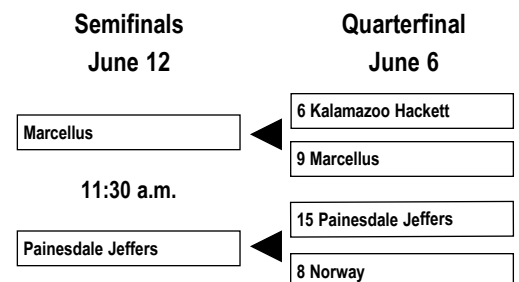 Semifinals
June 12
Quarterfinal
June 6
6 Kalamazoo Hackett
Marcellus
9 Marcellus
11:30 a.m.
15 Painesdale Jeffers
Painesdale Jeffers
8 Norway